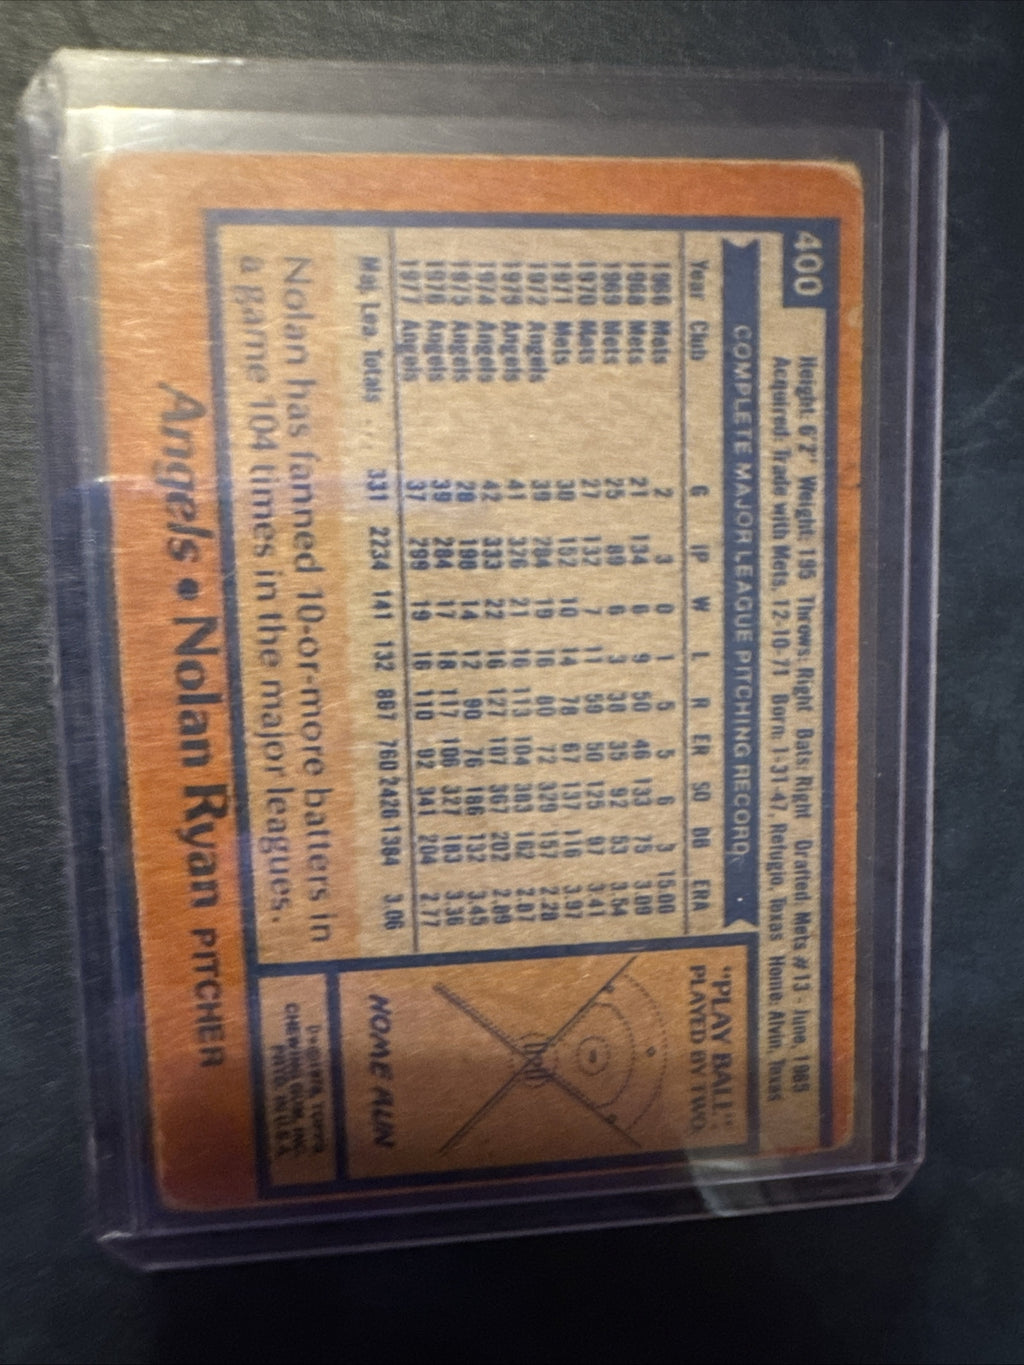 400
Height: 6'2" Weight: 195 Throws: Right Bats: Right Drafted: Mets #13 - June, 1965
Acquired: Trade with Mets, 12-10-71 Born: 1-31-47, Refugio, Texas Home: Alvin, Texas
COMPLETE MAJOR LEAGUE PITCHING RECORD
Year Club G IP W L R ER SO BB ERA
1966 Mets 2 3 0 1 5 5 6 3 15.00
1968 Mets 21 134 6 9 50 46 133 75 3.09
1969 Mets 25 89 6 3 38 35 92 53 3.54
1970 Mets 27 132 7 11 59 50 125 97 3.41
1971 Mets 30 152 10 14 78 67 137 116 3.97
1972 Angels 39 284 19 16 80 72 329 157 2.28
1973 Angels 41 326 21 16 113 104 383 162 2.87
1974 Angels 42 333 22 16 127 107 367 202 2.89
1975 Angels 28 198 14 12 90 76 186 132 3.45
1976 Angels 39 284 17 18 117 106 327 183 3.36
1977 Angels 37 299 19 16 110 92 341 204 2.77
Maj. Lea. Totals 331 2234 141 132 867 760 2426 1384 3.06
Nolan has fanned 10-or-more batters in
a game 104 times in the major leagues.
"PLAY BALL"
PLAYED BY TWO
HOME RUN
CHEWING GUM, INC.
PRTD. IN U.S.A.
Angels • Nolan Ryan PITCHER